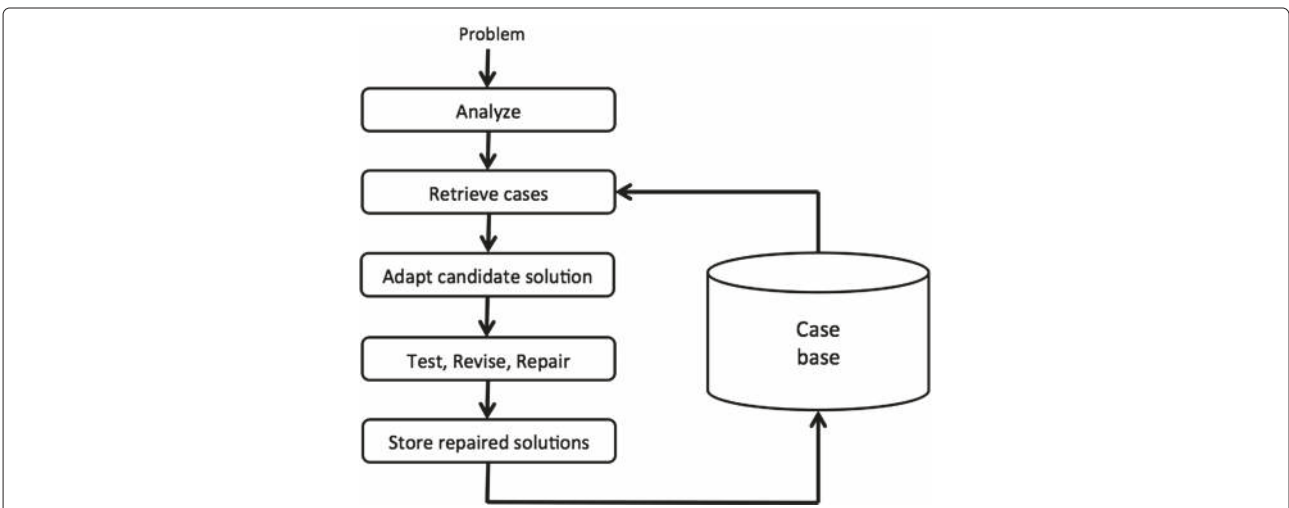 Problem
Analyze
Retrieve cases
Adapt candidate solution
Test, Revise, Repair
Store repaired solutions
Case
base